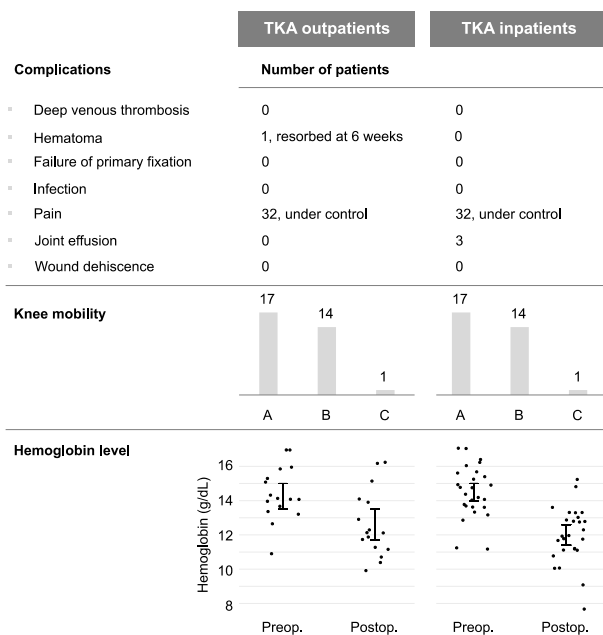 TKA outpatients TKA inpatients
Complications Number of patients
Deep venous thrombosis 0 0
Hematoma 1, resorbed at 6 weeks 0
Failure of primary fixation 0 0
Infection 0 0
Pain 32, under control 32, under control
Joint effusion 0 3
Wound dehiscence 0 0
Knee mobility
17 14 1 17 14 1
A B C A B C
Hemoglobin level
Hemoglobin (g/dL)
16
14
12
10
8
Preop. Postop. Preop. Postop.